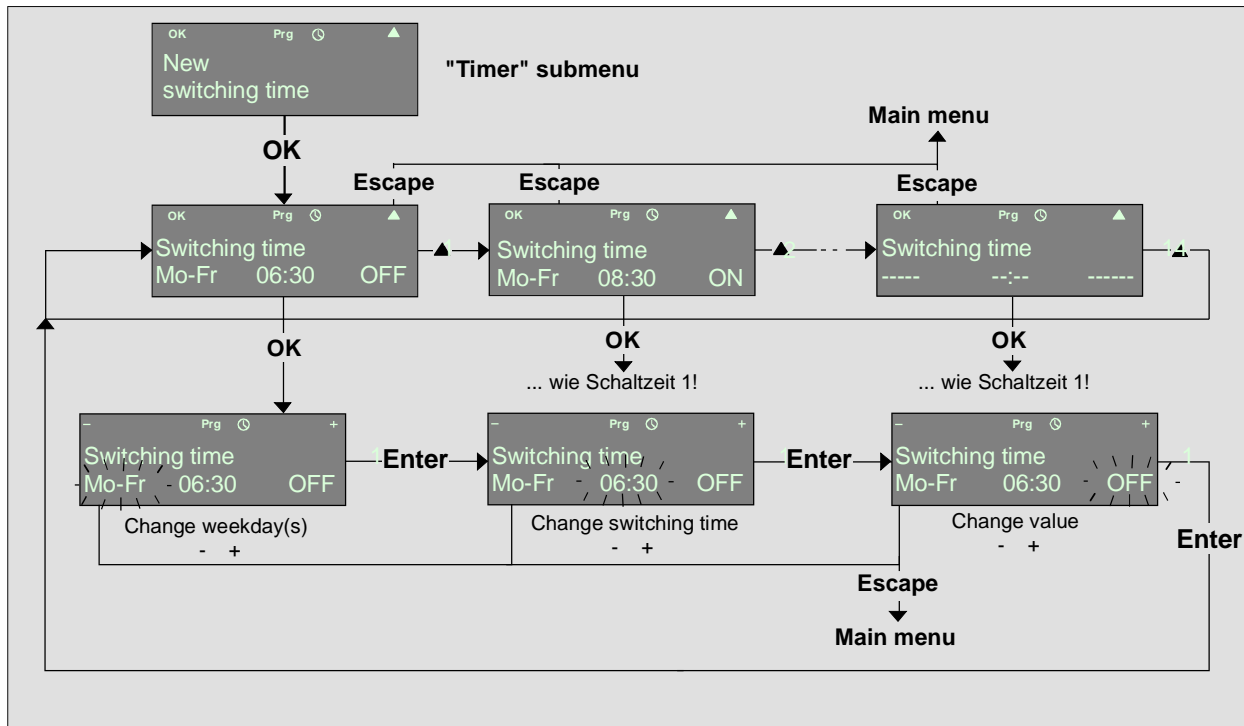 OK Prg
New
switching time
"Timer" submenu
Main menu
OK
Escape Escape Escape
OK Prg
Switching time 1
Mo-Fr 06:30 OFF
OK Prg
Switching time 2
Mo-Fr 08:30 ON
OK Prg
Switching time 14
----- --:-- ------
OK OK OK
... wie Schaltzeit 1!
... wie Schaltzeit 1!
- Prg +
Switching time 1
Mo-Fr 06:30 OFF
Change weekday(s)
- +
Enter
- Prg +
Switching time 1
Mo-Fr 06:30 OFF
Change switching time
- +
Enter
- Prg +
Switching time 1
Mo-Fr 06:30 OFF
Change value
- +
Enter
Escape
Main menu